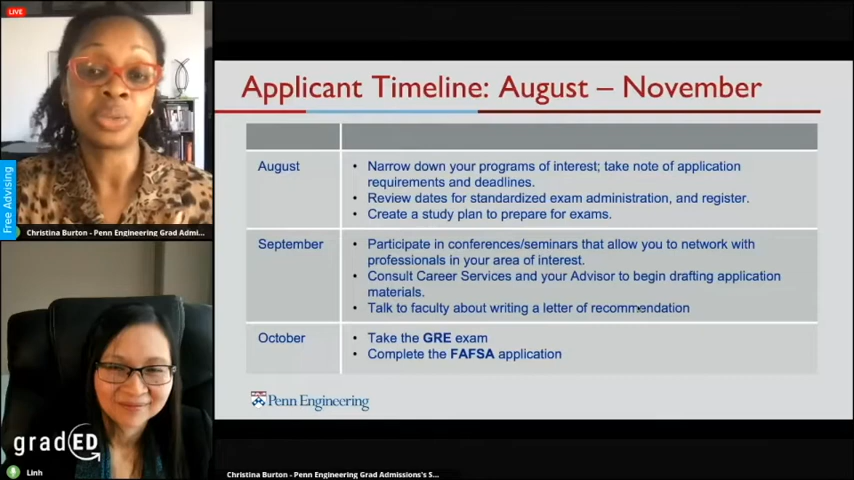 LIVE
Free Advising
Christina Burton - Penn Engineering Grad Admi...
gradED
Linh
Applicant Timeline: August – November
August
• Narrow down your programs of interest; take note of application
requirements and deadlines.
• Review dates for standardized exam administration, and register.
• Create a study plan to prepare for exams.
September
• Participate in conferences/seminars that allow you to network with
professionals in your area of interest.
• Consult Career Services and your Advisor to begin drafting application
materials.
• Talk to faculty about writing a letter of recommendation
October
• Take the GRE exam
• Complete the FAFSA application
Penn Engineering
Christina Burton - Penn Engineering Grad Admissions's S...